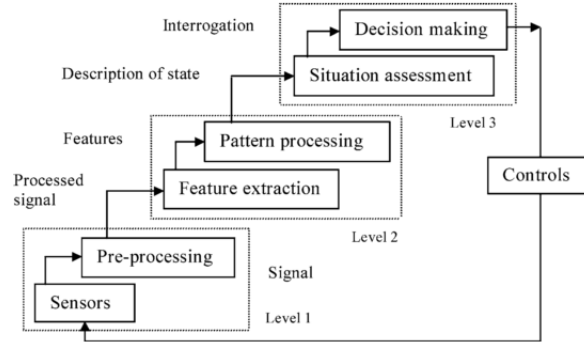 Interrogation
Decision making
Description of state
Situation assessment
Level 3
Features
Pattern processing
Processed
signal
Feature extraction
Controls
Level 2
Pre-processing
Signal
Sensors
Level 1